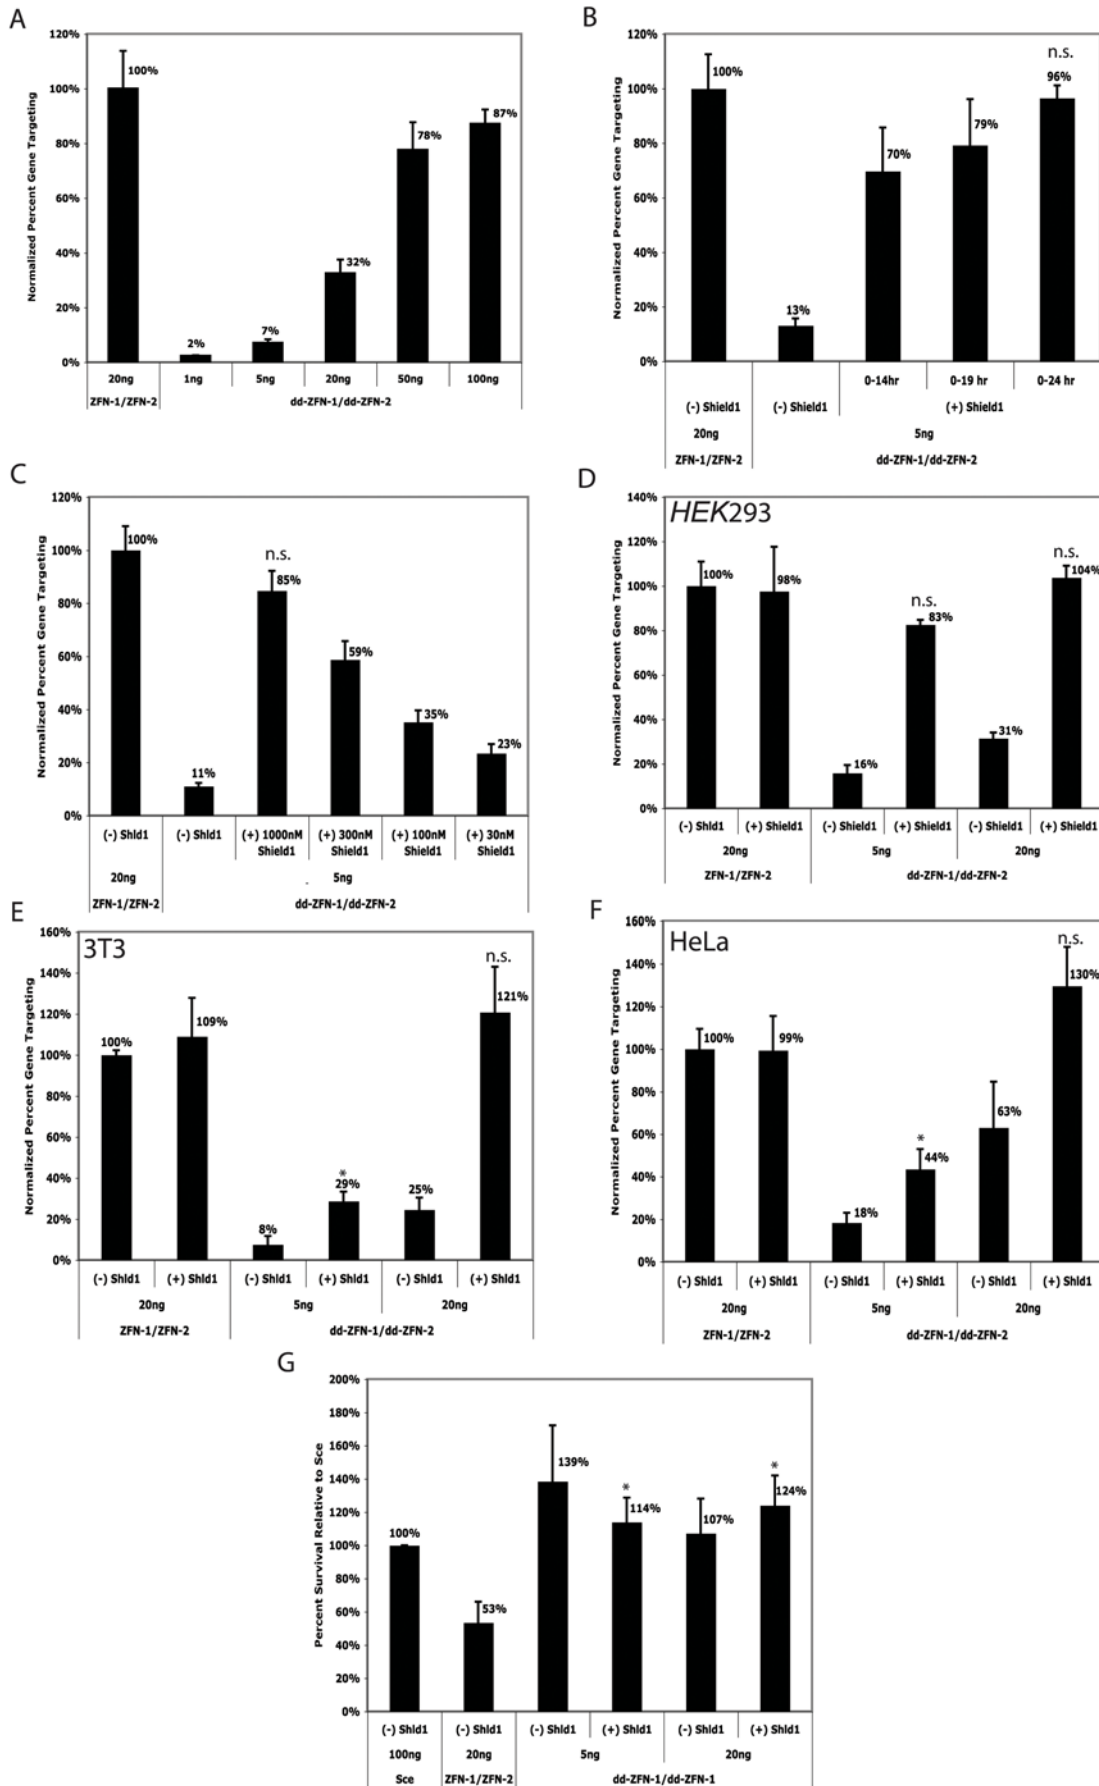 A
Normalized Percent Gene Targeting
120%
100%
80%
60%
40%
20%
0%
100%
2%
7%
32%
78%
87%
20ng 1ng 5ng 20ng 50ng 100ng
ZFN-1/ZFN-2 dd-ZFN-1/dd-ZFN-2
B
Normalized Percent Gene Targeting
120%
100%
80%
60%
40%
20%
0%
100%
13%
70%
79%
n.s.
96%
0-14hr 0-19 hr 0-24 hr
(-) Shield1 (-) Shield1 (+) Shield1
20ng 5ng
ZFN-1/ZFN-2 dd-ZFN-1/dd-ZFN-2
C
Normalized Percent Gene Targeting
120%
100%
80%
60%
40%
20%
0%
100%
11%
n.s.
85%
59%
35%
23%
(-) Shld1 (-) Shld1 (+) 1000nM (+) 300nM (+) 100nM (+) 30nM
Shield1 Shield1 Shield1 Shield1
20ng 5ng
ZFN-1/ZFN-2 dd-ZFN-1/dd-ZFN-2
D
HEK293
Normalized Percent Gene Targeting
140%
120%
100%
80%
60%
40%
20%
0%
100%
98%
16%
n.s.
83%
31%
n.s.
104%
(-) Shld1 (+) Shld1 (-) Shield1 (+) Shield1 (-) Shield1 (+) Shield1
20ng 5ng 20ng
ZFN-1/ZFN-2 dd-ZFN-1/dd-ZFN-2
E
3T3
Normalized Percent Gene Targeting
160%
140%
120%
100%
80%
60%
40%
20%
0%
100%
109%
8%
*
29%
25%
n.s.
121%
(-) Shld1 (+) Shld1 (-) Shld1 (+) Shld1 (-) Shld1 (+) Shld1
20ng 5ng 20ng
ZFN-1/ZFN-2 dd-ZFN-1/dd-ZFN-2
F
HeLa
Normalized Percent Gene Targeting
160%
140%
120%
100%
80%
60%
40%
20%
0%
100%
99%
18%
*
44%
63%
n.s.
130%
(-) Shld1 (+) Shld1 (-) Shld1 (+) Shld1 (-) Shld1 (+) Shld1
20ng 5ng 20ng
ZFN-1/ZFN-2 dd-ZFN-1/dd-ZFN-2
G
Percent Survival Relative to Sce
200%
180%
160%
140%
120%
100%
80%
60%
40%
20%
0%
100%
53%
139%
*
114%
107%
*
124%
(-) Shld1 (-) Shld1 (-) Shld1 (+) Shld1 (-) Shld1 (+) Shld1
100ng 20ng 5ng 20ng
Sce ZFN-1/ZFN-2 dd-ZFN-1/dd-ZFN-1